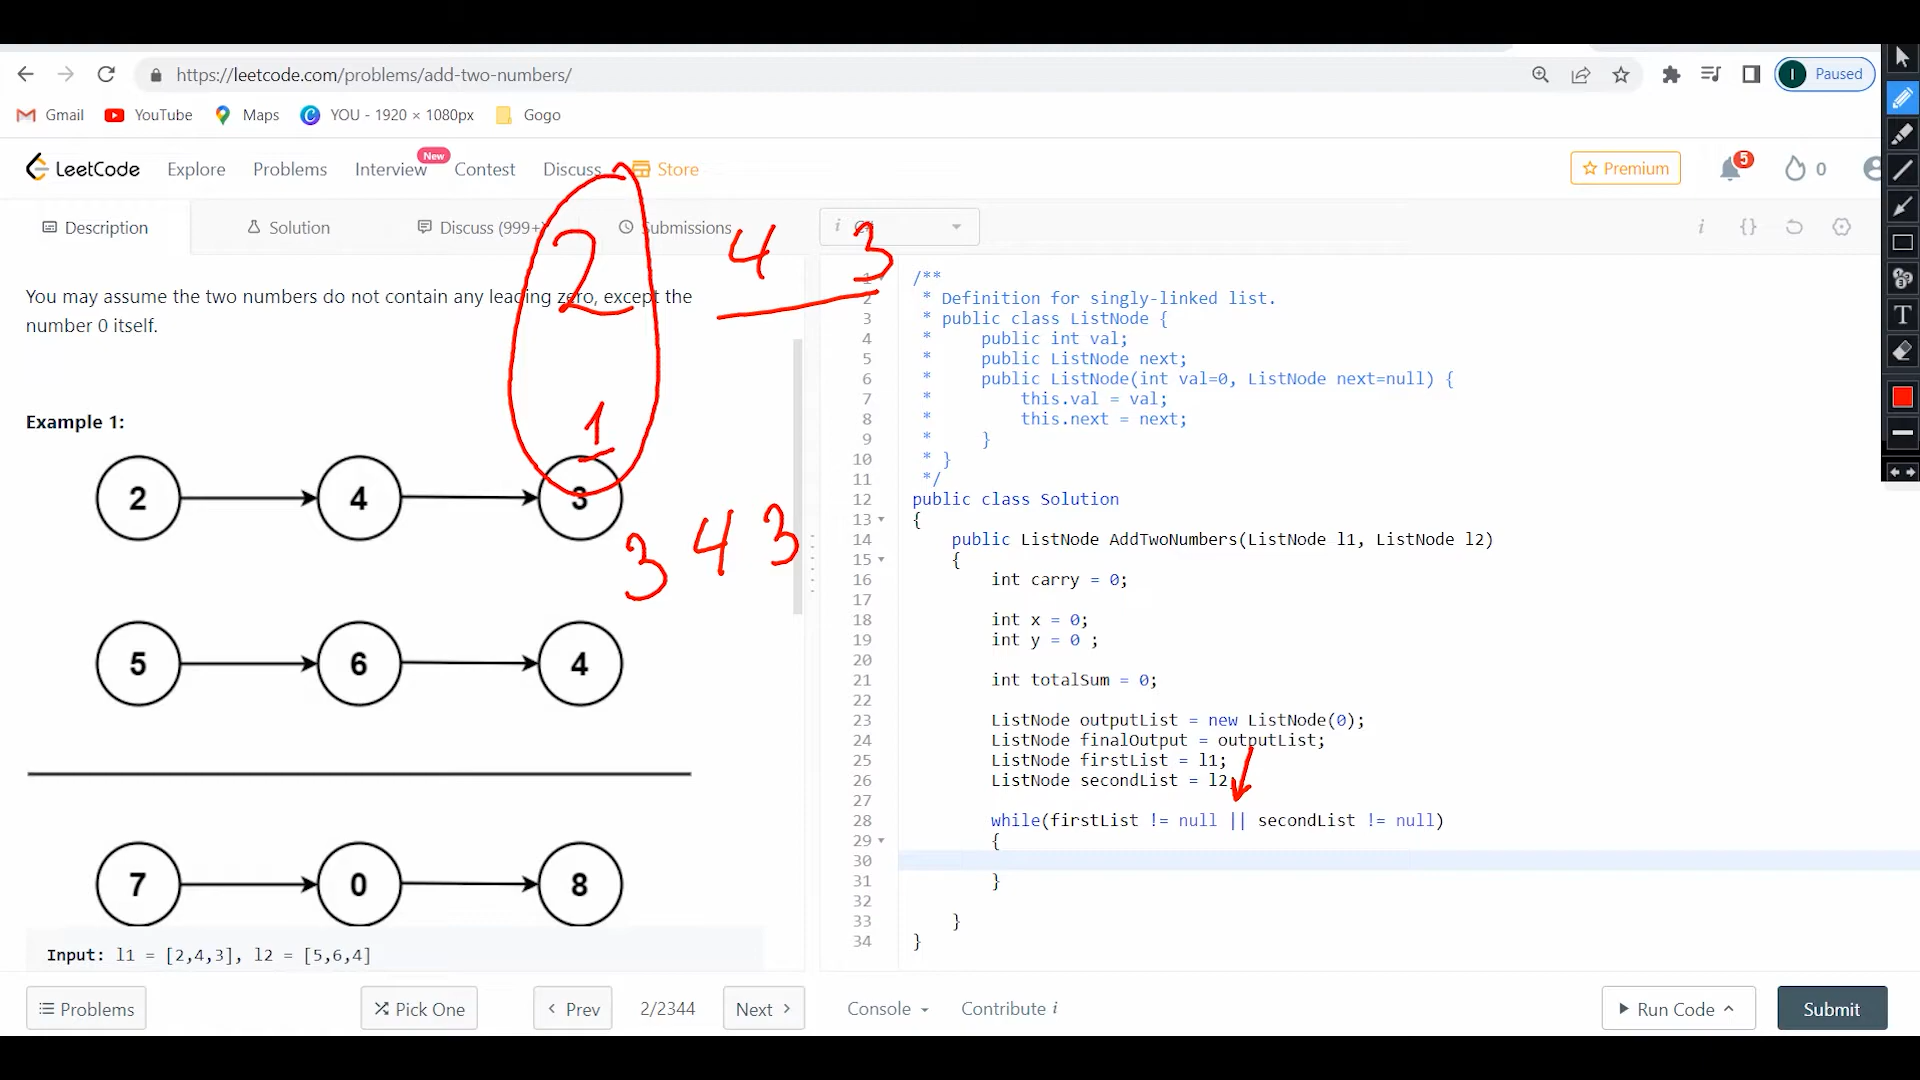 https://leetcode.com/problems/add-two-numbers/
I Paused
Gmail YouTube Maps YOU - 1920 × 1080px Gogo
LeetCode Explore Problems Interview New Contest Discuss Store Premium 5 0
Description Solution Discuss (999+ Submissions i
i {}
2 4 3
You may assume the two numbers do not contain any leading zero, except the
number 0 itself.
1
Example 1:
2 4 3
3 4 3
5 6 4
7 0 8
Input: l1 = [2,4,3], l2 = [5,6,4]
1 /**
2 * Definition for singly-linked list.
3 * public class ListNode {
4 * public int val;
5 * public ListNode next;
6 * public ListNode(int val=0, ListNode next=null) {
7 * this.val = val;
8 * this.next = next;
9 * }
10 * }
11 */
12 public class Solution
13 {
14 public ListNode AddTwoNumbers(ListNode l1, ListNode l2)
15 {
16 int carry = 0;
17
18 int x = 0;
19 int y = 0 ;
20
21 int totalSum = 0;
22
23 ListNode outputList = new ListNode(0);
24 ListNode finalOutput = outputList;
25 ListNode firstList = l1;
26 ListNode secondList = l2;
27
28 while(firstList != null || secondList != null)
29 {
30
31 }
32
33 }
34 }
Problems Pick One < Prev 2/2344 Next > Console Contribute i Run Code Submit
T